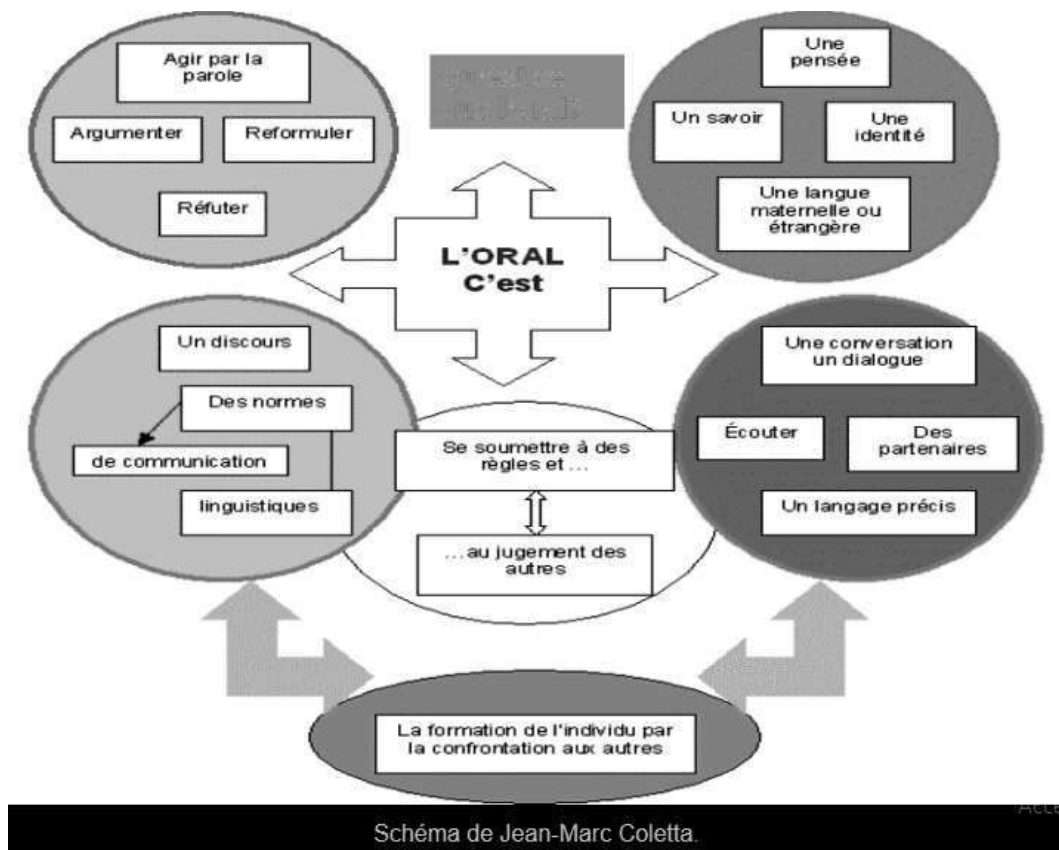 Agir par la
parole
Argumenter
Reformuler
Réfuter
Une
pensée
Un savoir
Une
identité
Une langue
maternelle ou
étrangère
L'ORAL
C'est
Un discours
Des normes
de communication
linguistiques
Se soumettre à des
règles et ...
...au jugement des
autres
Une conversation
un dialogue
Écouter
Des
partenaires
Un langage précis
La formation de l'individu par
la confrontation aux autres
Schéma de Jean-Marc Coletta.